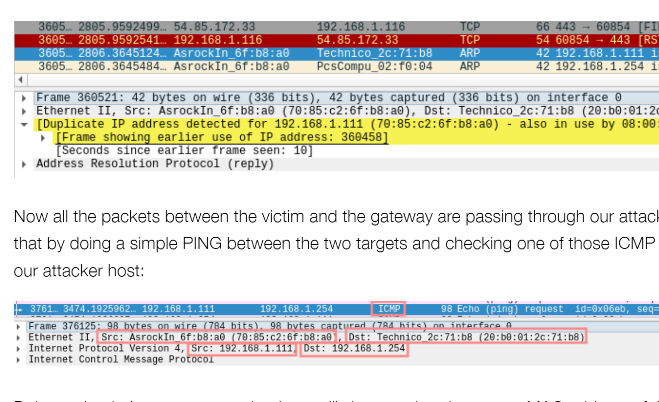 3605… 2805.9592499… 54.85.172.33 192.168.1.116 TCP 66 443 → 60854 [FI
3605… 2805.9592541… 192.168.1.116 54.85.172.33 TCP 54 60854 → 443 [RS
3605… 2806.3645124… AsrockIn_6f:b8:a0 Technico_2c:71:b8 ARP 42 192.168.1.111 i
3605… 2806.3645484… AsrockIn_6f:b8:a0 PcsCompu_02:f0:04 ARP 42 192.168.1.254 i
Frame 360521: 42 bytes on wire (336 bits), 42 bytes captured (336 bits) on interface 0
Ethernet II, Src: AsrockIn_6f:b8:a0 (70:85:c2:6f:b8:a0), Dst: Technico_2c:71:b8 (20:b0:01:2c
[Duplicate IP address detected for 192.168.1.111 (70:85:c2:6f:b8:a0) - also in use by 08:00:
[Frame showing earlier use of IP address: 360458]
[Seconds since earlier frame seen: 10]
Address Resolution Protocol (reply)
Now all the packets between the victim and the gateway are passing through our attack
that by doing a simple PING between the two targets and checking one of those ICMP
our attacker host:
3761… 3474.1925962… 192.168.1.111 192.168.1.254 ICMP 98 Echo (ping) request id=0x06eb, seq=
Frame 376125: 98 bytes on wire (784 bits), 98 bytes captured (784 bits) on interface 0
Ethernet II, Src: AsrockIn_6f:b8:a0 (70:85:c2:6f:b8:a0), Dst: Technico_2c:71:b8 (20:b0:01:2c:71:b8)
Internet Protocol Version 4, Src: 192.168.1.111, Dst: 192.168.1.254
Internet Control Message Protocol